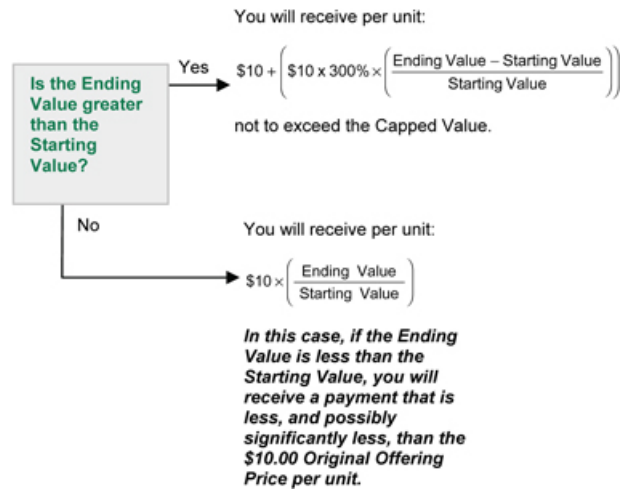 You will receive per unit:
Is the Ending
Value greater
than the
Starting
Value?
Yes
$10 + ($10 x 300% × (Ending Value – Starting Value / Starting Value))
not to exceed the Capped Value.
No
You will receive per unit:
$10 × (Ending Value / Starting Value)
In this case, if the Ending
Value is less than the
Starting Value, you will
receive a payment that is
less, and possibly
significantly less, than the
$10.00 Original Offering
Price per unit.